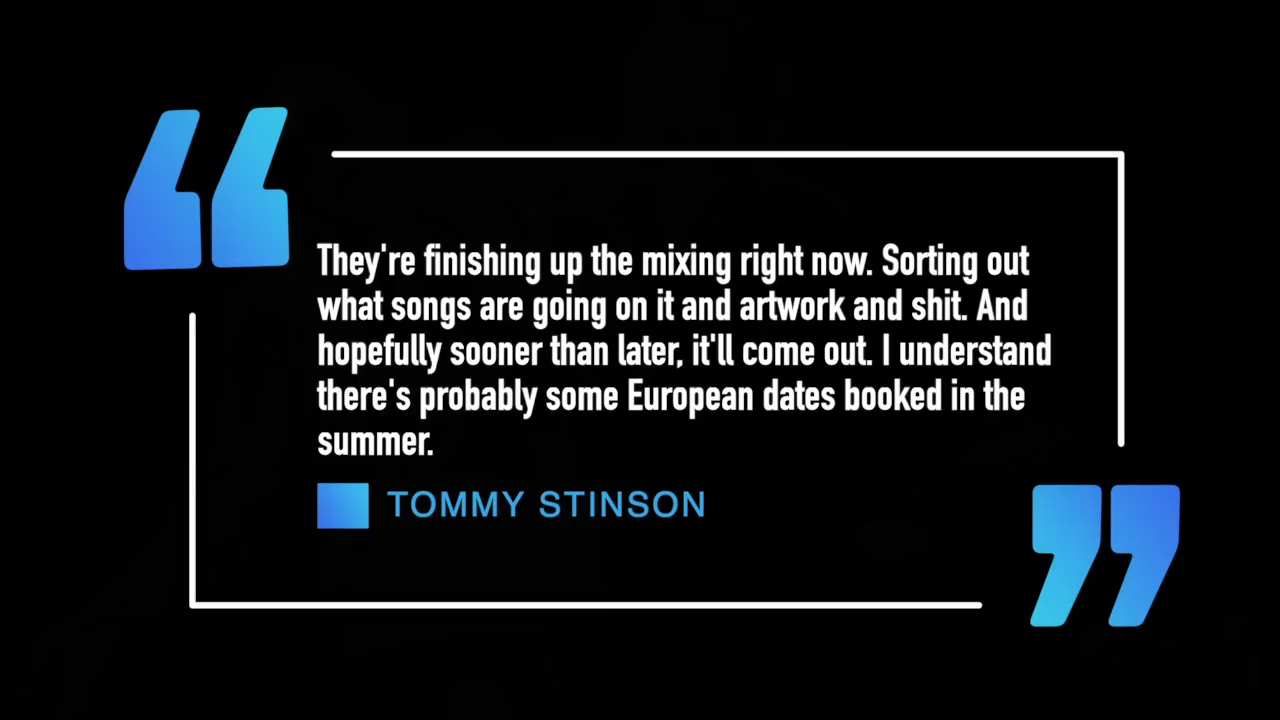 They're finishing up the mixing right now. Sorting out
what songs are going on it and artwork and shit. And
hopefully sooner than later, it'll come out. I understand
there's probably some European dates booked in the
summer.
TOMMY STINSON